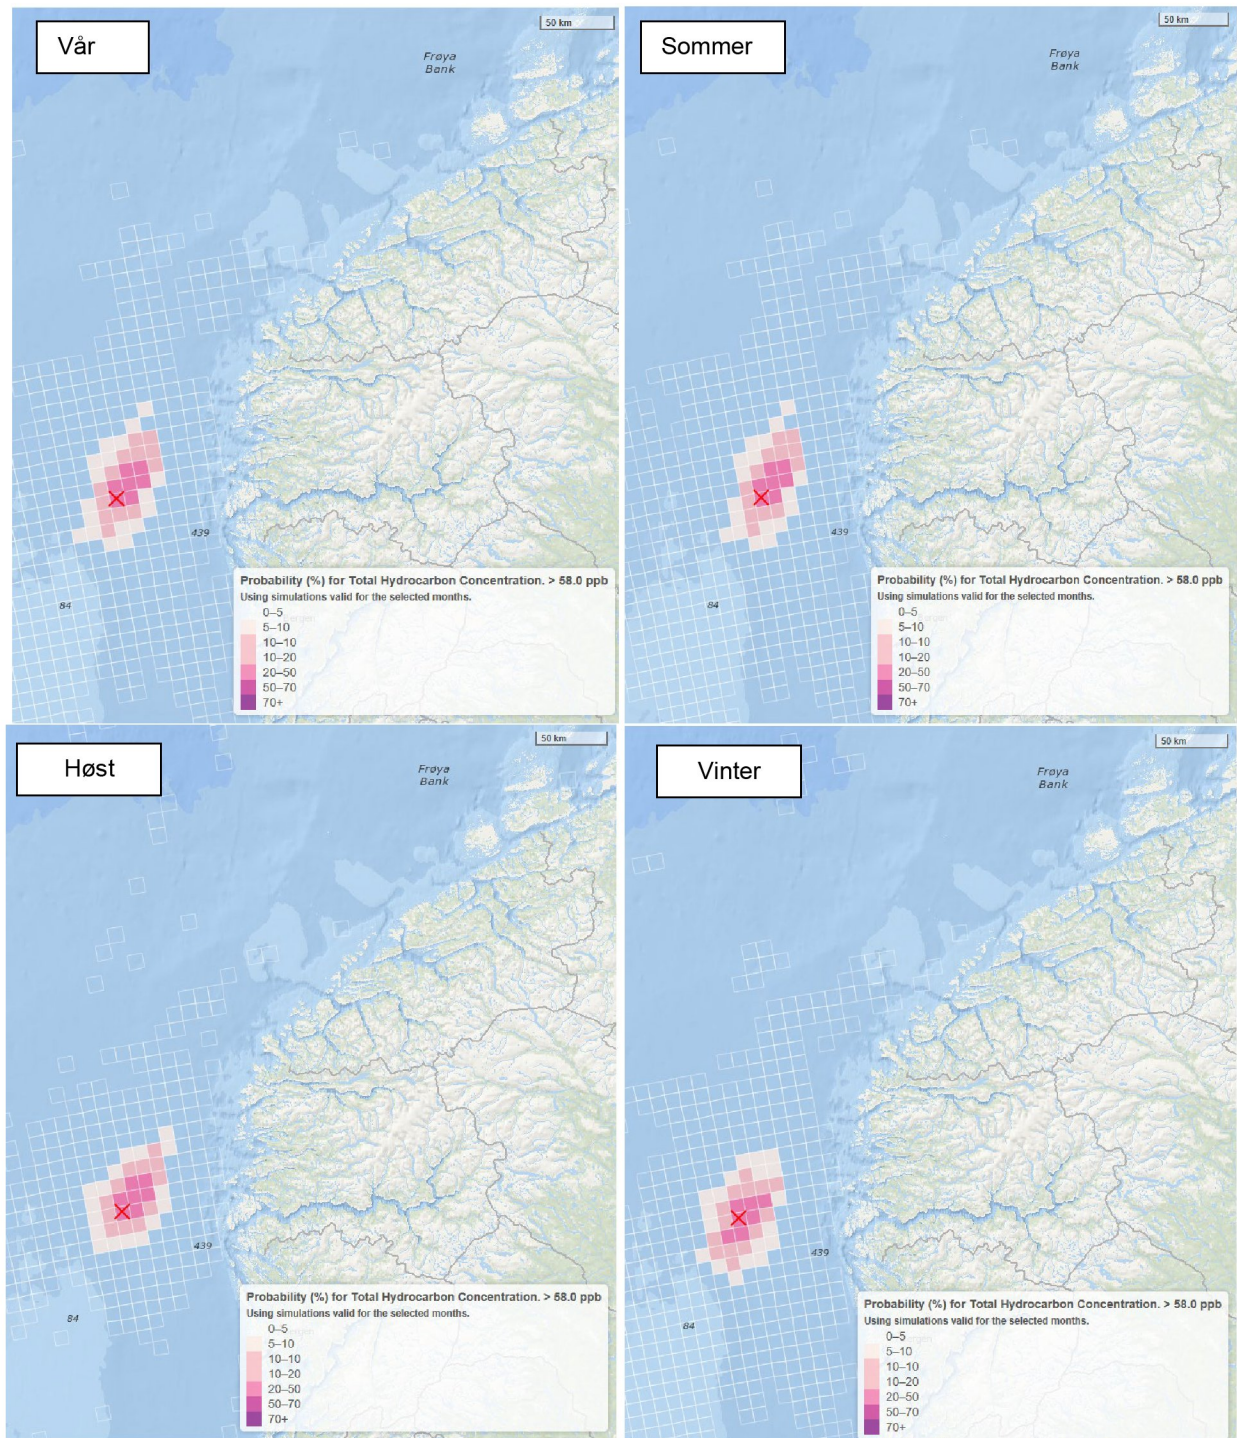 Vår
50 km
Frøya
Bank
439
84
Probability (%) for Total Hydrocarbon Concentration. > 58.0 ppb
Using simulations valid for the selected months.
0–5
5–10
10–10
10–20
20–50
50–70
70+
Sommer
50 km
Frøya
Bank
439
84
Probability (%) for Total Hydrocarbon Concentration. > 58.0 ppb
Using simulations valid for the selected months.
0–5
5–10
10–10
10–20
20–50
50–70
70+
Høst
50 km
Frøya
Bank
439
84
Probability (%) for Total Hydrocarbon Concentration. > 58.0 ppb
Using simulations valid for the selected months.
0–5
5–10
10–10
10–20
20–50
50–70
70+
Vinter
50 km
Frøya
Bank
439
84
Probability (%) for Total Hydrocarbon Concentration. > 58.0 ppb
Using simulations valid for the selected months.
0–5
5–10
10–10
10–20
20–50
50–70
70+